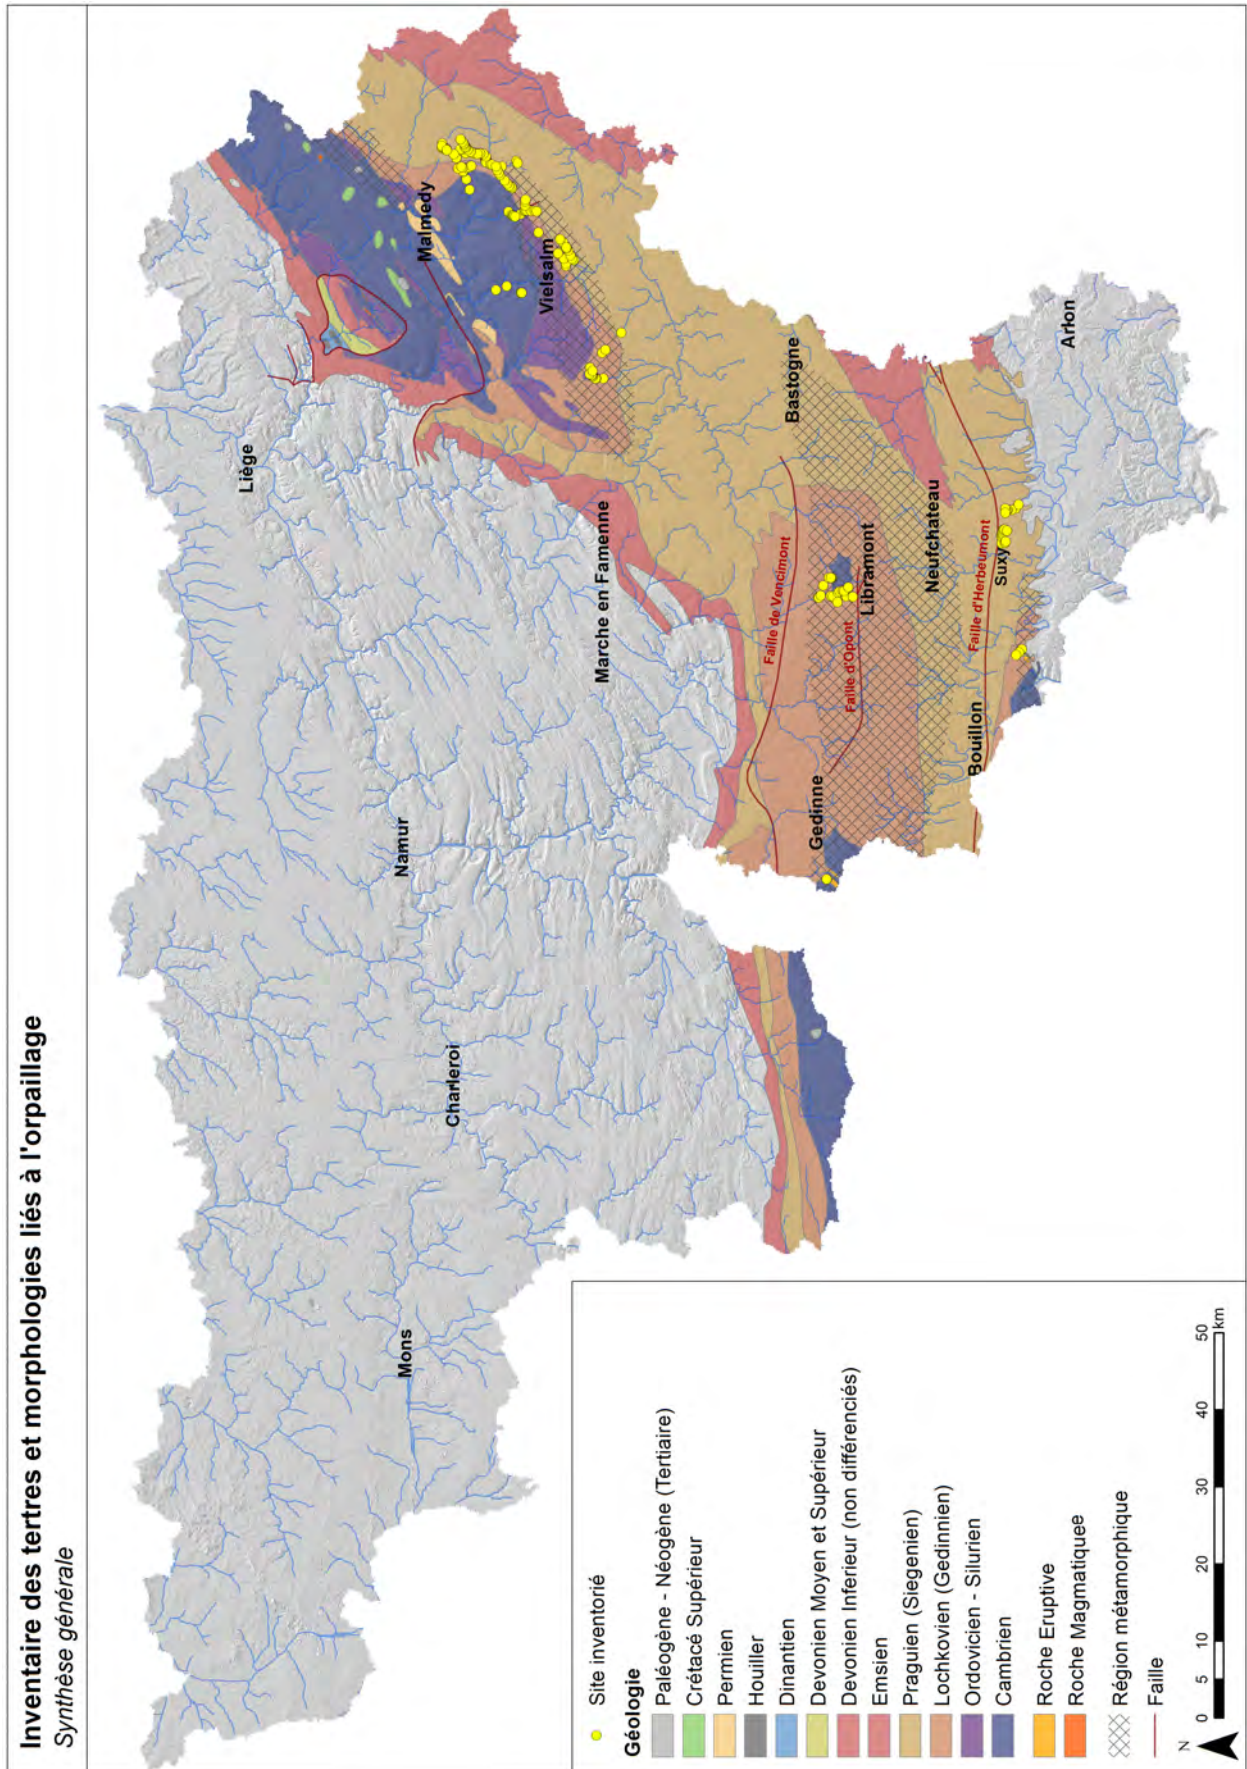 Inventaire des tertres et morphologies liés à l'orpaillage
Synthèse générale
Liège
Malmedy
Namur
Charleroi
Mons
Vielsalm
Marche en Famenne
Bastogne
Faille de Vencimont
Gedinne
Libramont
Faille d'Opont
Neufchateau
Bouillon
Faille d'Herbeumont
Suxy
Arlon
Site inventorié
Géologie
Paléogène - Néogène (Tertiaire)
Crétacé Supérieur
Permien
Houiller
Dinantien
Devonien Moyen et Supérieur
Devonien Inferieur (non différenciés)
Emsien
Praguien (Siegenien)
Lochkovien (Gedinnien)
Ordovicien - Silurien
Cambrien
Roche Eruptive
Roche Magmatiquee
Région métamorphique
Faille
N
0 5 10 20 30 40 50
km